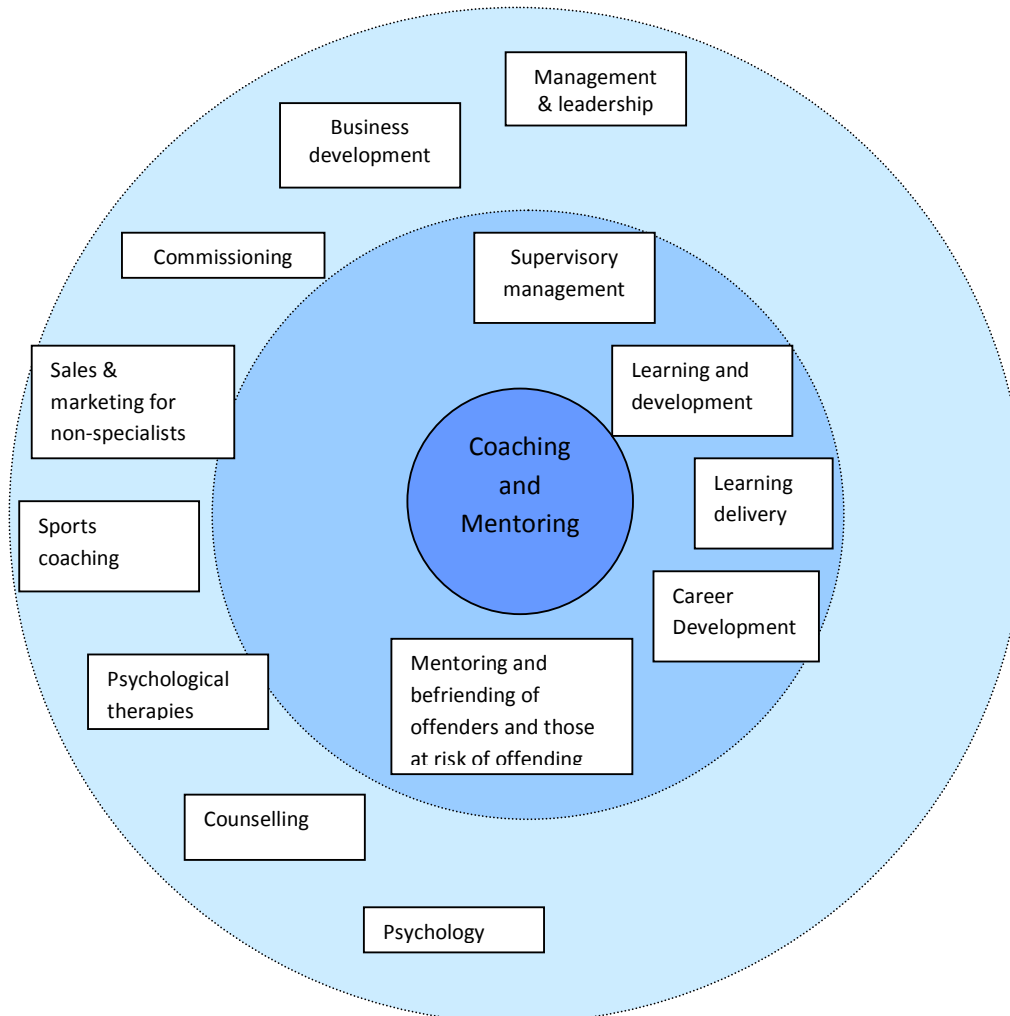 Management
& leadership
Business
development
Commissioning
Supervisory
management
Sales &
marketing for
non-specialists
Learning and
development
Coaching
and
Mentoring
Learning
delivery
Sports
coaching
Career
Development
Mentoring and
befriending of
offenders and those
at risk of offending
Psychological
therapies
Counselling
Psychology